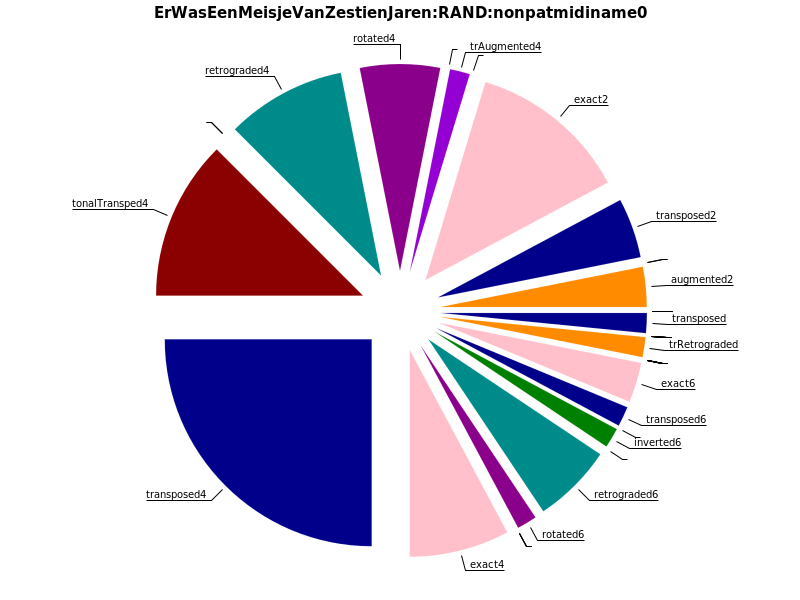 ErWasEenMeisjeVanZestienJaren:RAND:nonpatmidiname0
rotated4
trAugmented4
retrograded4
exact2
tonalTransped4
transposed2
augmented2
transposed
trRetrograded
exact6
transposed6
inverted6
retrograded6
transposed4
rotated6
exact4